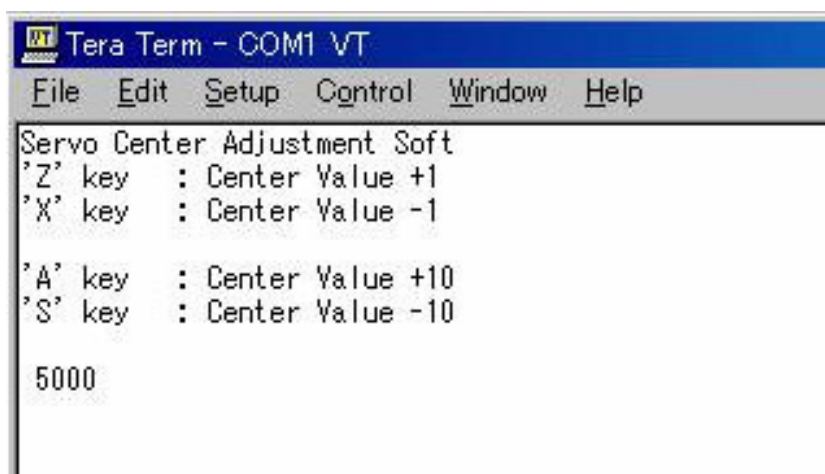 VT Tera Term - COM1 VT
File Edit Setup Control Window Help
Servo Center Adjustment Soft
'Z' key : Center Value +1
'X' key : Center Value -1
'A' key : Center Value +10
'S' key : Center Value -10
5000